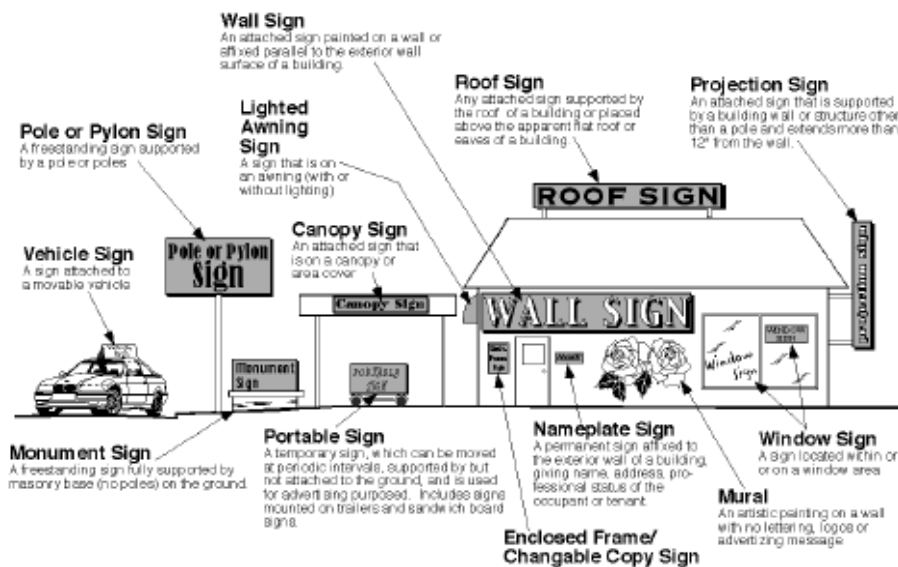 Wall Sign
An attached sign painted on a wall or
affixed parallel to the exterior wall
surface of a building.
Roof Sign
Any attached sign supported by
the roof of a building or placed
above the apparent flat roof or
eaves of a building.
Projection Sign
An attached sign that is supported
by a building wall or structure other
than a pole and extends more than
12" from the wall.
Lighted
Awning
Sign
A sign that is on
an awning (with or
without lighting)
Pole or Pylon Sign
A freestanding sign supported
by a pole or poles
Canopy Sign
An attached sign that
is on a canopy or
area cover
Vehicle Sign
A sign attached to
a movable vehicle
ROOF SIGN
Pole or Pylon
Sign
Canopy Sign
WALL SIGN
projection sign
Monument
Sign
PORTABLE
SIGN
Window
Sign
WINDOW
SIGN
Monument Sign
A freestanding sign fully supported by
masonry base (no poles) on the ground.
Portable Sign
A temporary sign, which can be moved
at periodic intervals, supported by but
not attached to the ground, and is used
for advertising purposed. Includes signs
mounted on trailers and sandwich board
signs.
Nameplate Sign
A permanent sign affixed to
the exterior wall of a building,
giving name, address, pro-
fessional status of the
occupant or tenant.
Window Sign
A sign located within or
or on a window area
Mural
An artistic painting on a wall
with no lettering, logos or
advertizing message
Enclosed Frame/
Changable Copy Sign